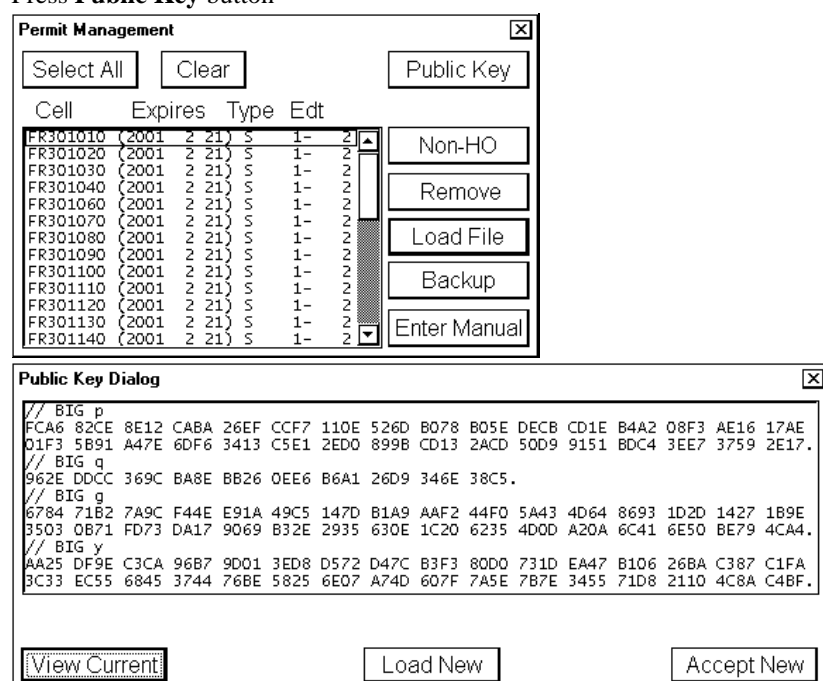 Press Public Key button
Permit Management
Select All Clear Public Key
Cell Expires Type Edt
FR301010 (2001 2 21) S 1- 2
FR301020 (2001 2 21) S 1- 2
FR301030 (2001 2 21) S 1- 2
FR301040 (2001 2 21) S 1- 2
FR301060 (2001 2 21) S 1- 2
FR301070 (2001 2 21) S 1- 2
FR301080 (2001 2 21) S 1- 2
FR301090 (2001 2 21) S 1- 2
FR301100 (2001 2 21) S 1- 2
FR301110 (2001 2 21) S 1- 2
FR301120 (2001 2 21) S 1- 2
FR301130 (2001 2 21) S 1- 2
FR301140 (2001 2 21) S 1- 2
Non-HO
Remove
Load File
Backup
Enter Manual
Public Key Dialog
// BIG p
FCA6 82CE 8E12 CABA 26EF CCF7 110E 526D B078 B05E DECB CD1E B4A2 08F3 AE16 17AE
01F3 5B91 A47E 6DF6 3413 C5E1 2ED0 899B CD13 2ACD 50D9 9151 BDC4 3EE7 3759 2E17.
// BIG q
962E DDCC 369C BA8E BB26 0EE6 B6A1 26D9 346E 38C5.
// BIG g
6784 71B2 7A9C F44E E91A 49C5 147D B1A9 AAF2 44F0 5A43 4D64 8693 1D2D 1427 1B9E
3503 0B71 FD73 DA17 9069 B32E 2935 630E 1C20 6235 4D0D A20A 6C41 6E50 BE79 4CA4.
// BIG y
AA25 DF9E C3CA 96B7 9D01 3ED8 D572 D47C B3F3 80D0 731D EA47 B106 26BA C387 C1FA
3C33 EC55 6845 3744 76BE 5825 6E07 A74D 607F 7A5E 7B7E 3455 71D8 2110 4C8A C4BF.
View Current Load New Accept New